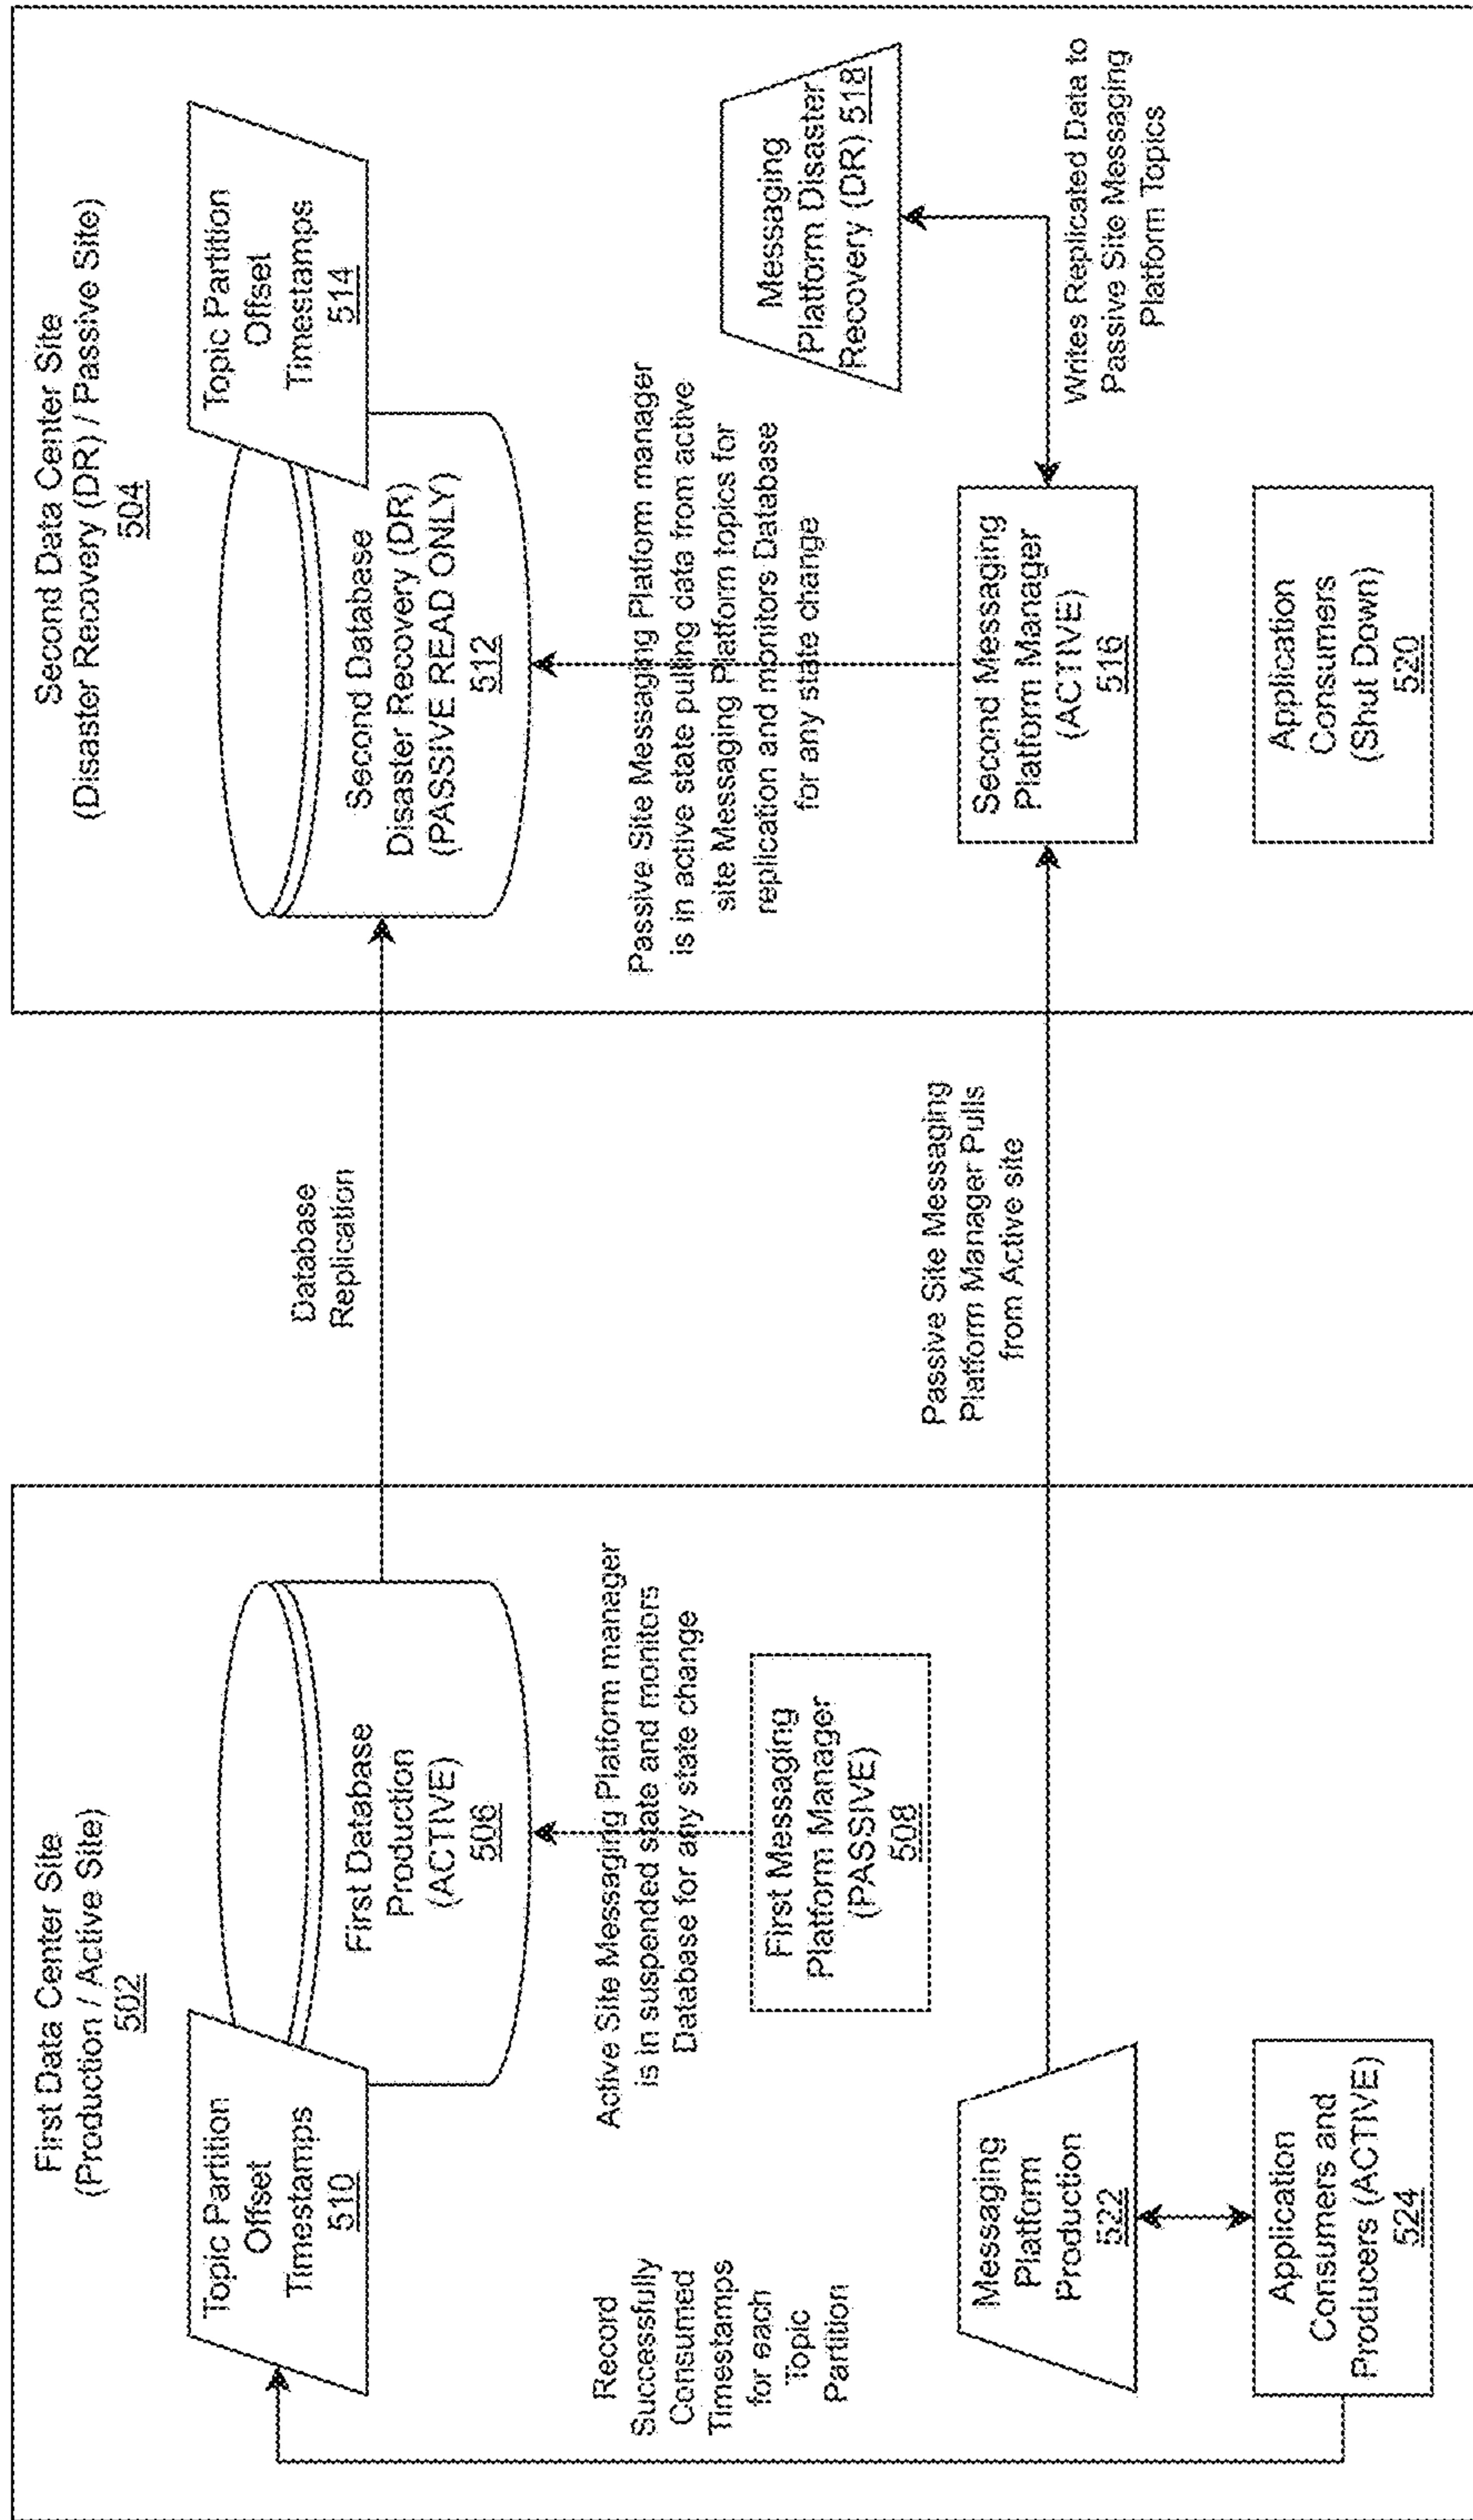 First Data Center Site
(Production / Active Site)
502
Topic Partition
Offset
Timestamps
510
First Database
Production
(ACTIVE)
506
Active Site Messaging Platform manager
is in suspended state and monitors
Database for any state change
First Messaging
Platform Manager
(PASSIVE)
508
Record
Successfully
Consumed
Timestamps
for each
Topic
Partition
Messaging
Platform
Production
522
Application
Consumers and
Producers (ACTIVE)
524
Database
Replication
Passive Site Messaging
Platform Manager Pulls
from Active site
Second Data Center Site
(Disaster Recovery (DR) / Passive Site)
504
Topic Partition
Offset
Timestamps
514
Second Database
Disaster Recovery (DR)
(PASSIVE READ ONLY)
512
Passive Site Messaging Platform manager
is in active state pulling date from active
site Messaging Platform topics for
replication and monitors Database
for any state change
Messaging
Platform Disaster
Recovery (DR) 518
Second Messaging
Platform Manager
(ACTIVE)
516
Writes Replicated Data to
Passive Site Messaging
Platform Topics
Application
Consumers
(Shut Down)
520